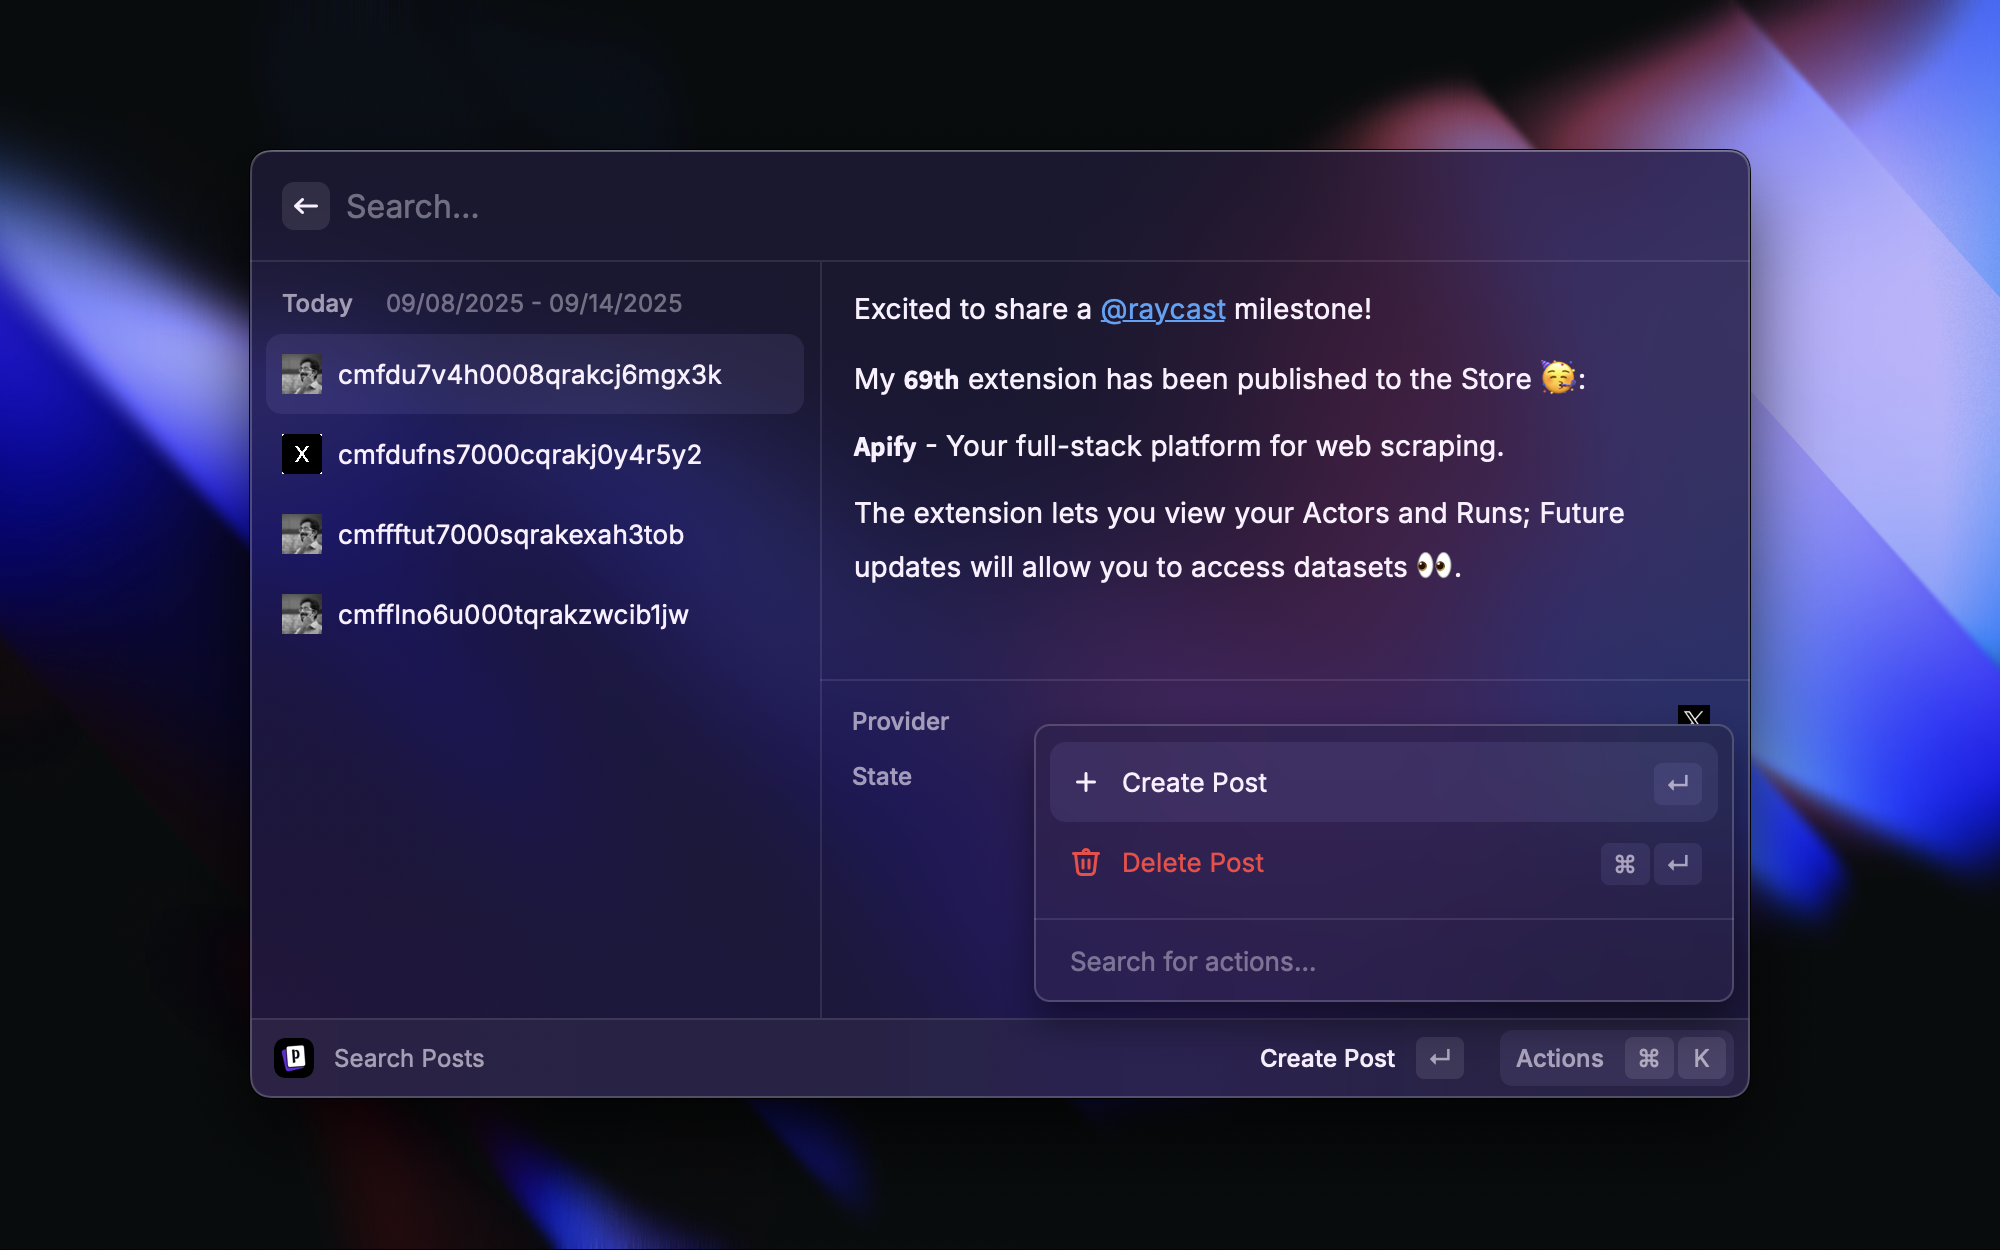 Search...
Today 09/08/2025 - 09/14/2025
cmfdu7v4h0008qrakcj6mgx3k
X
cmfdufns7000cqrakj0y4r5y2
cmffftut7000sqrakexah3tob
cmfflno6u000tqrakzwcib1jw
Excited to share a @raycast milestone!
My 69th extension has been published to the Store 🥳:
Apify - Your full-stack platform for web scraping.
The extension lets you view your Actors and Runs; Future
updates will allow you to access datasets 👀.
Provider
State
Create Post
Delete Post ⌘
Search for actions...
P Search Posts
Create Post
Actions ⌘ K